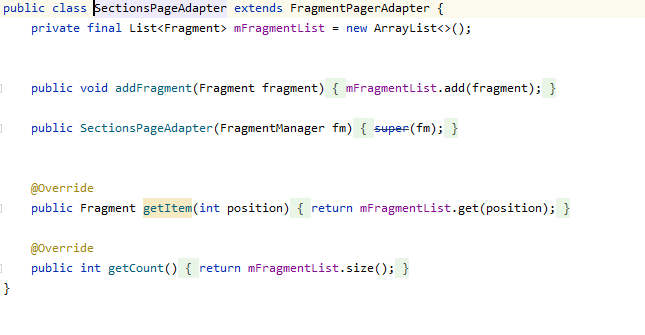 public class SectionsPageAdapter extends FragmentPagerAdapter {
    private final List<Fragment> mFragmentList = new ArrayList<>();
    public void addFragment(Fragment fragment) { mFragmentList.add(fragment); }
    public SectionsPageAdapter(FragmentManager fm) { super(fm); }
    @Override
    public Fragment getItem(int position) { return mFragmentList.get(position); }
    @Override
    public int getCount() { return mFragmentList.size(); }
}